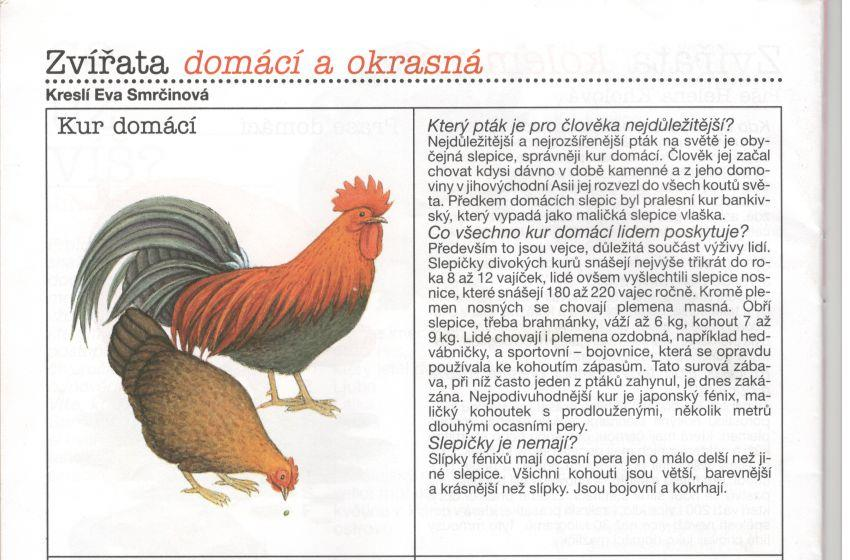 Zvířata domácí a okrasná
Kreslí Eva Smrčinová
Kur domácí
Který pták je pro člověka nejdůležitější?
Nejdůležitější a nejrozšířenější pták na světě je oby-
čejná slepice, správněji kur domácí. Člověk jej začal
chovat kdysi dávno v době kamenné a z jeho domo-
viny v jihovýchodní Asii jej rozvezl do všech koutů svě-
ta. Předkem domácích slepic byl pralesní kur bankiv-
ský, který vypadá jako maličká slepice vlaška.
Co všechno kur domácí lidem poskytuje?
Především to jsou vejce, důležitá součást výživy lidí.
Slepičky divokých kurů snášejí nejvýše třikrát do ro-
ka 8 až 12 vajíček, lidé ovšem vyšlechtili slepice nos-
nice, které snášejí 180 až 220 vajec ročně. Kromě ple-
men nosných se chovají plemena masná. Obří
slepice, třeba brahmánky, váží až 6 kg, kohout 7 až
9 kg. Lidé chovají i plemena ozdobná, například hed-
vábničky, a sportovní – bojovnice, která se opravdu
používala ke kohoutím zápasům. Tato surová zába-
va, při níž často jeden z ptáků zahynul, je dnes zaká-
zána. Nejpodivuhodnější kur je japonský fénix, ma-
ličký kohoutek s prodlouženými, několik metrů
dlouhými ocasními pery.
Slepičky je nemají?
Slípky fénixů mají ocasní pera jen o málo delší než ji-
né slepice. Všichni kohouti jsou větší, barevnější
a krásnější než slípky. Jsou bojovní a kokrhají.